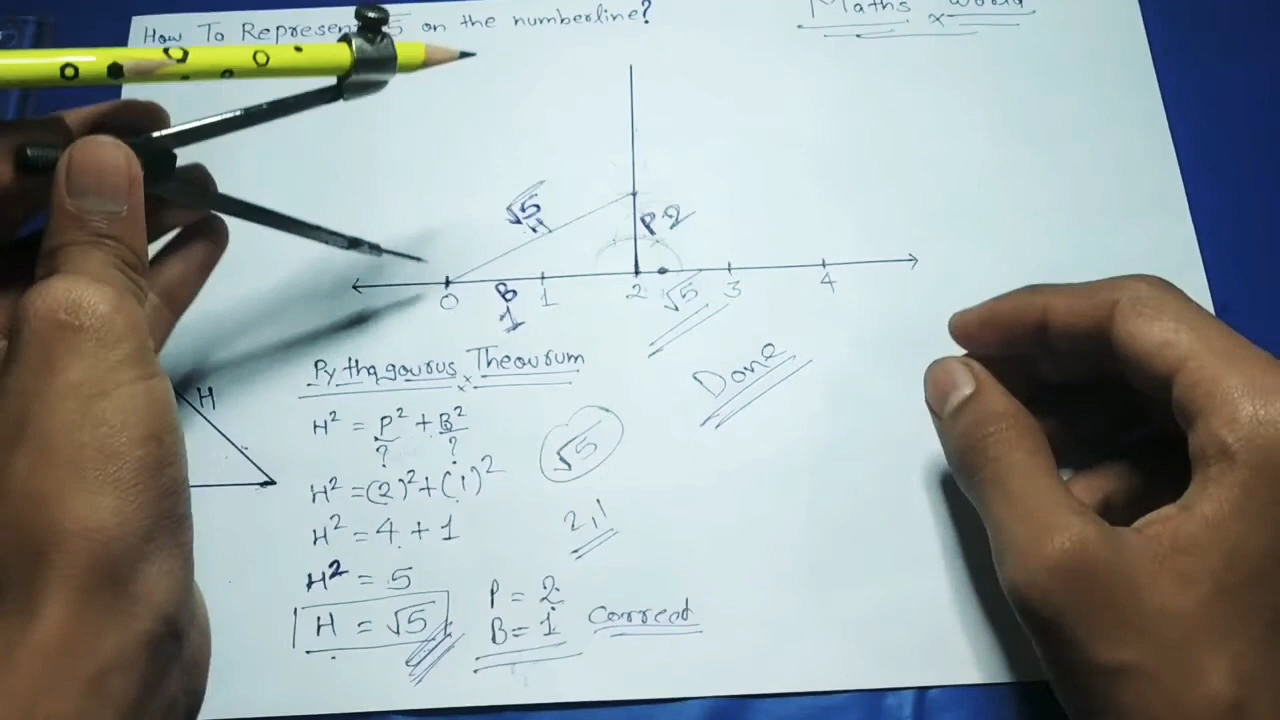 How To Represent √5 on the numberline?
Maths World
√5
H
P 2
0 B 1 2 √5 3 4
1
Pythagourus Theourum
Done
H
H² = P² + B²
? ?
√5
H² = (2)² + (1)²
H² = 4 + 1
2,1
H² = 5
P = 2
H = √5
B = 1 Correct